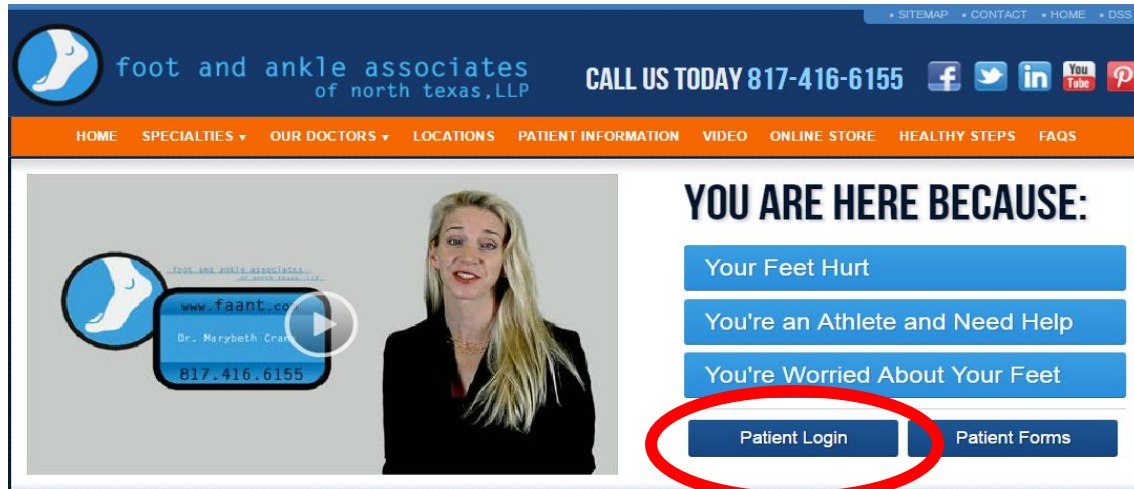 • SITEMAP • CONTACT • HOME • DSS
foot and ankle associates
of north texas,LLP
CALL US TODAY 817-416-6155
You
Tube
HOME SPECIALTIES ▾ OUR DOCTORS ▾ LOCATIONS PATIENT INFORMATION VIDEO ONLINE STORE HEALTHY STEPS FAQS
foot and ankle associates
of north texas, LLP
www.faant.com
Dr. Marybeth Crane
817.416.6155
YOU ARE HERE BECAUSE:
Your Feet Hurt
You're an Athlete and Need Help
You're Worried About Your Feet
Patient Login Patient Forms